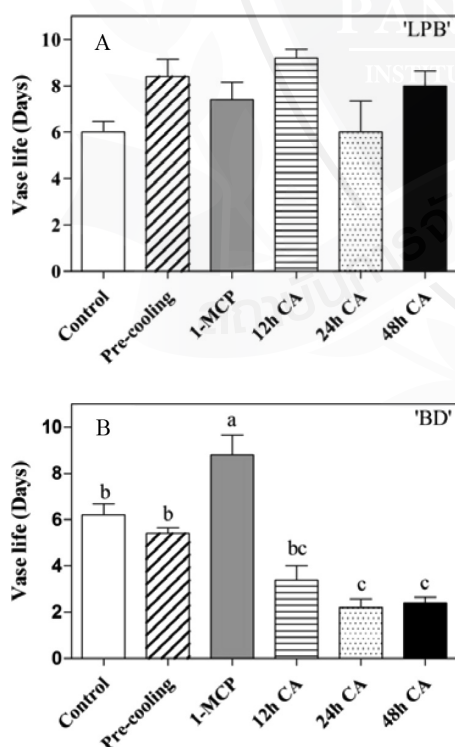 A
'LPB'
Vase life (Days)
10
8
6
4
2
0
Control
Pre-cooling
1-MCP
12h CA
24h CA
48h CA
B
'BD'
Vase life (Days)
10
8
6
4
2
0
b
b
a
bc
c
c
Control
Pre-cooling
1-MCP
12h CA
24h CA
48h CA